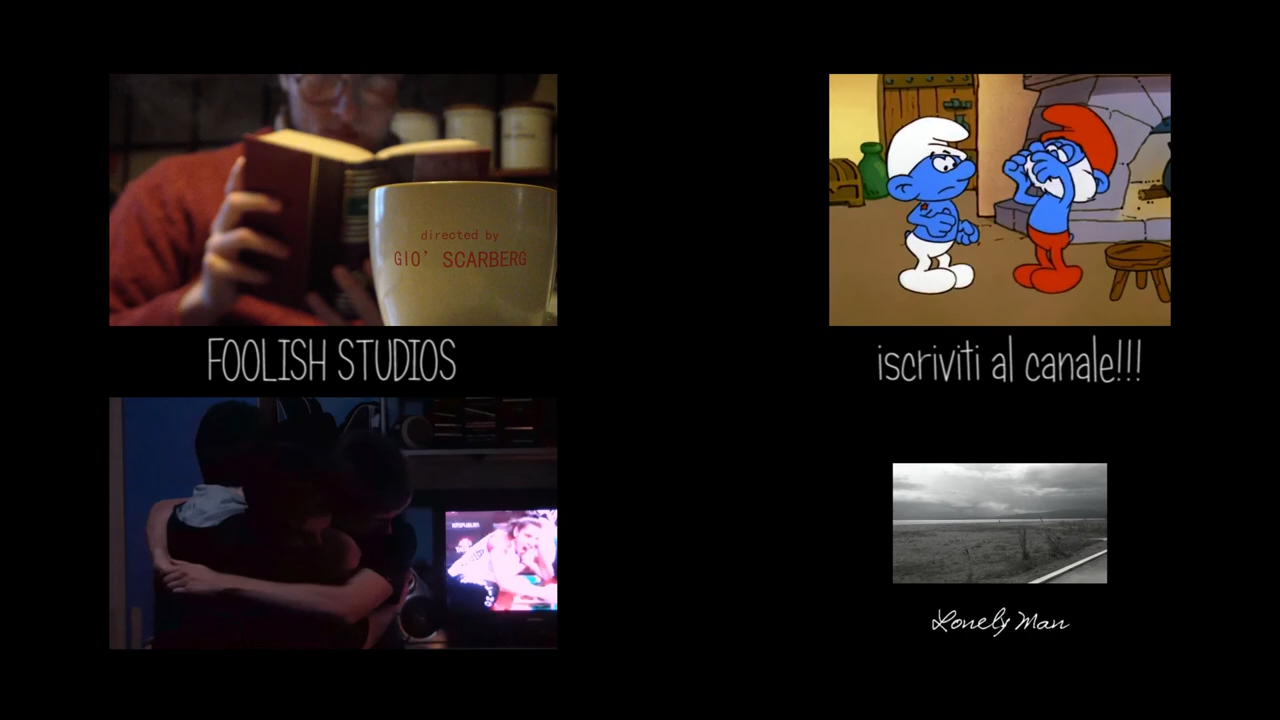 directed by
GIO' SCARBERG
FOOLISH STUDIOS
iscriviti al canale!!!
Lonely Man